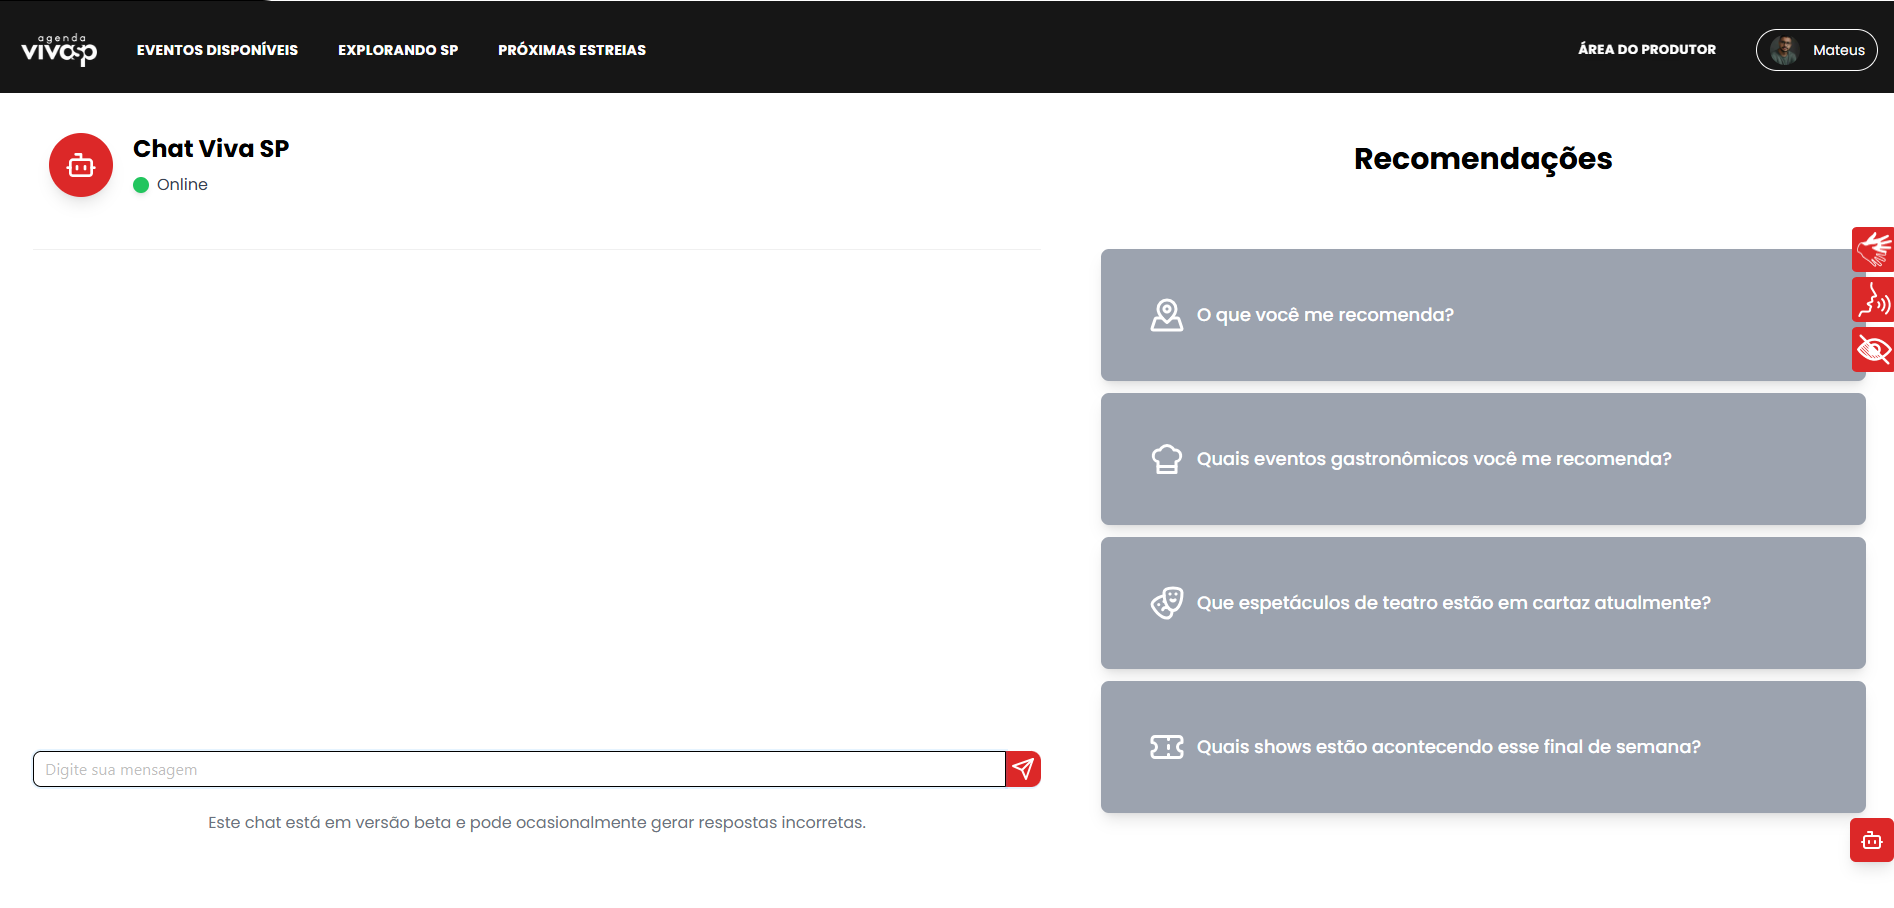 agenda
vivasp
EVENTOS DISPONÍVEIS
EXPLORANDO SP
PRÓXIMAS ESTREIAS
ÁREA DO PRODUTOR
Mateus
Chat Viva SP
Online
Digite sua mensagem
Este chat está em versão beta e pode ocasionalmente gerar respostas incorretas.
Recomendações
O que você me recomenda?
Quais eventos gastronômicos você me recomenda?
Que espetáculos de teatro estão em cartaz atualmente?
Quais shows estão acontecendo esse final de semana?